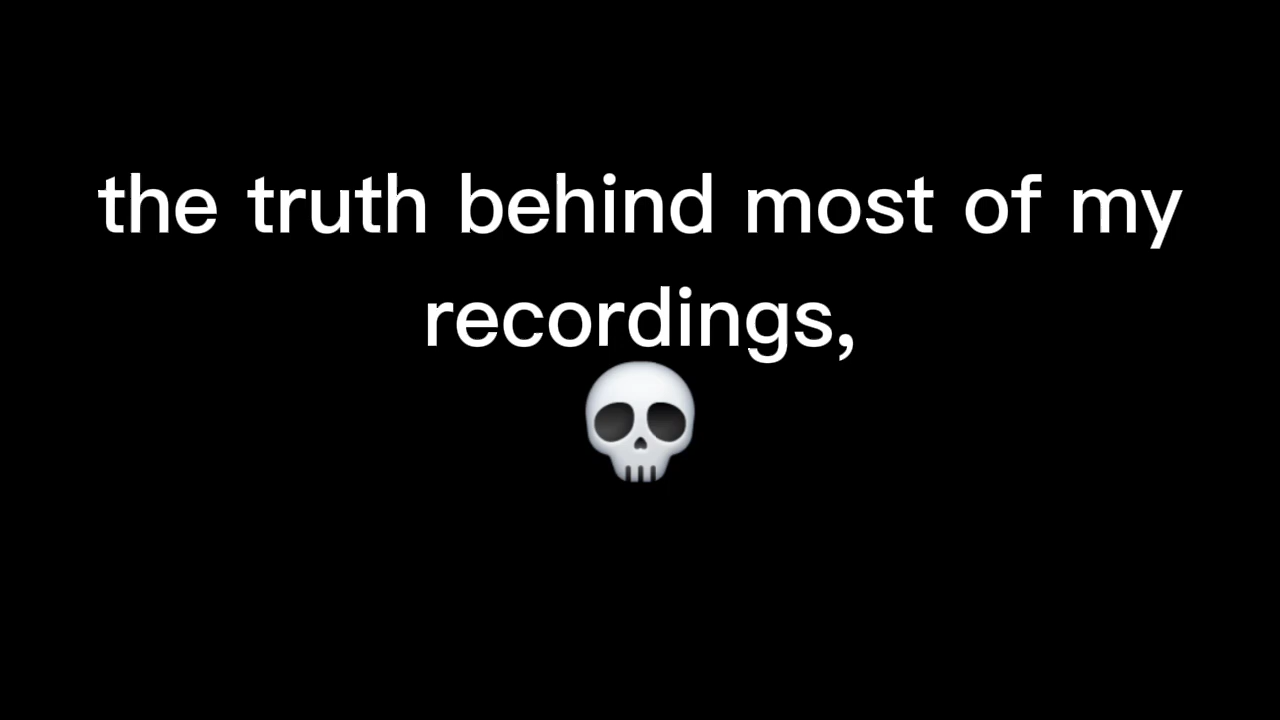 the truth behind most of my
recordings,
💀